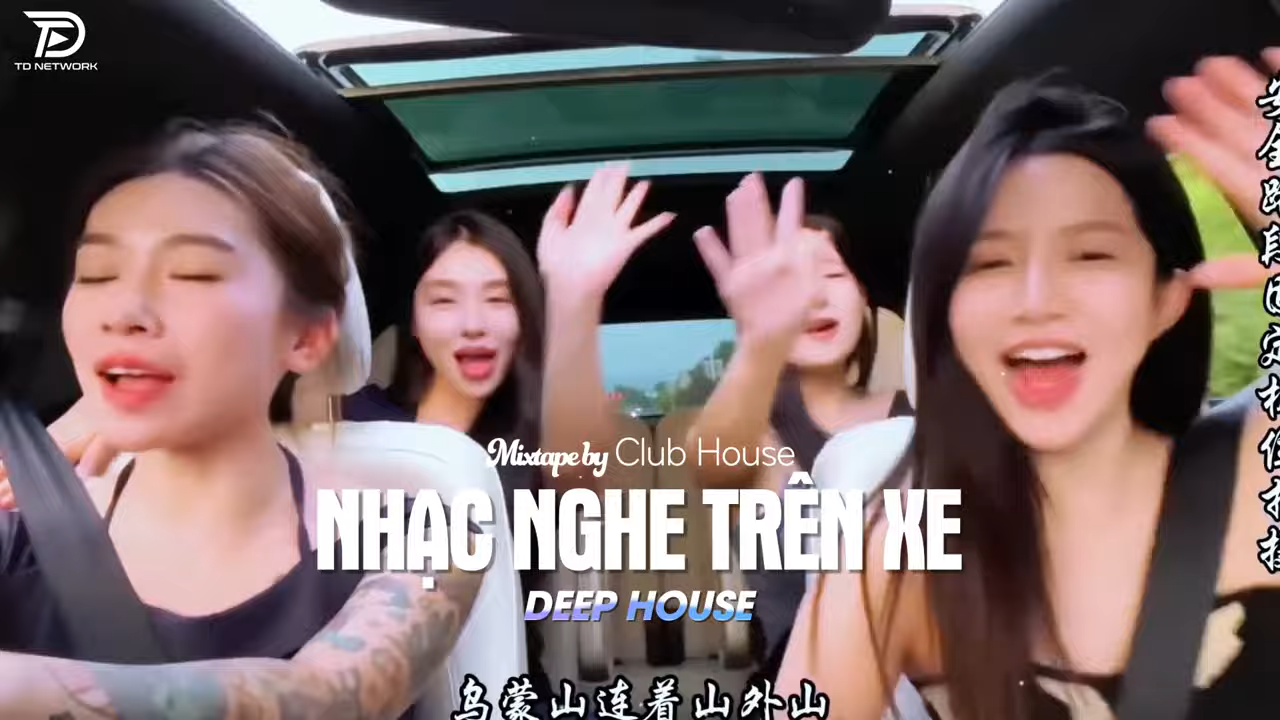 TD NETWORK
Mixtape by Club House
NHẠC NGHE TRÊN XE
DEEP HOUSE
乌蒙山连着山外山